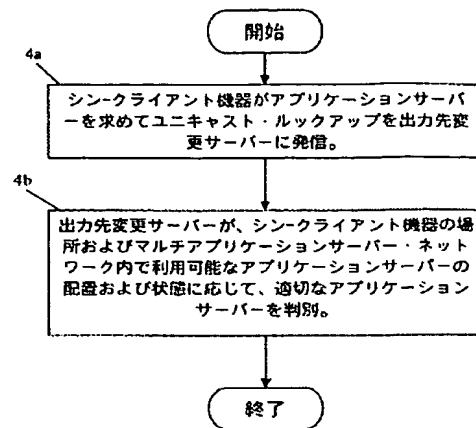 開始
4a
シン-クライアント機器がアプリケーションサーバ
ーを求めてユニキャスト・ルックアップを出力先変
更サーバーに発信。
4b
出力先変更サーバーが、シン-クライアント機器の場
所およびマルチアプリケーションサーバー・ネット
ワーク内で利用可能なアプリケーションサーバーの
配置および状態に応じて、適切なアプリケーション
サーバーを判別。
終了